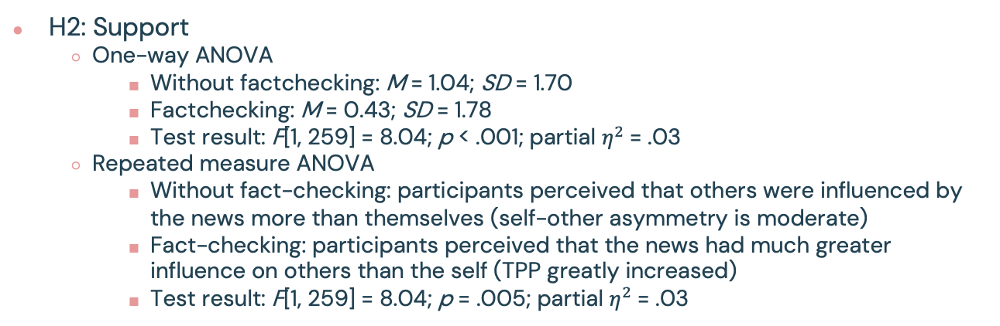 H2: Support
One-way ANOVA
Without factchecking: M = 1.04; SD = 1.70
Factchecking: M = 0.43; SD = 1.78
Test result: F[1, 259] = 8.04; p < .001; partial η² = .03
Repeated measure ANOVA
Without fact-checking: participants perceived that others were influenced by
the news more than themselves (self-other asymmetry is moderate)
Fact-checking: participants perceived that the news had much greater
influence on others than the self (TPP greatly increased)
Test result: F[1, 259] = 8.04; p = .005; partial η² = .03